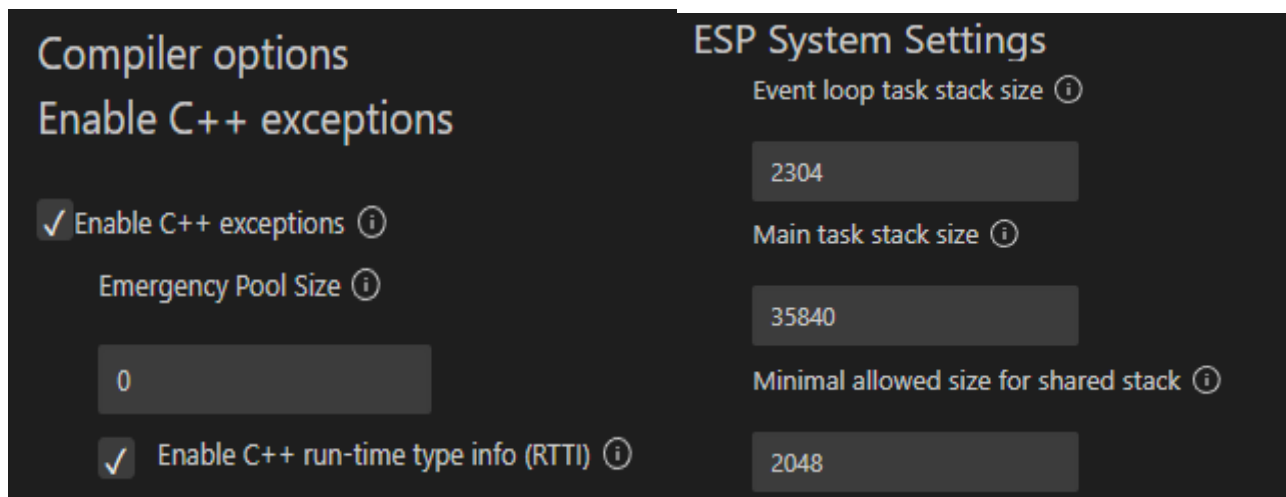 Compiler options
Enable C++ exceptions
Enable C++ exceptions
Emergency Pool Size
0
Enable C++ run-time type info (RTTI)
ESP System Settings
Event loop task stack size
2304
Main task stack size
35840
Minimal allowed size for shared stack
2048